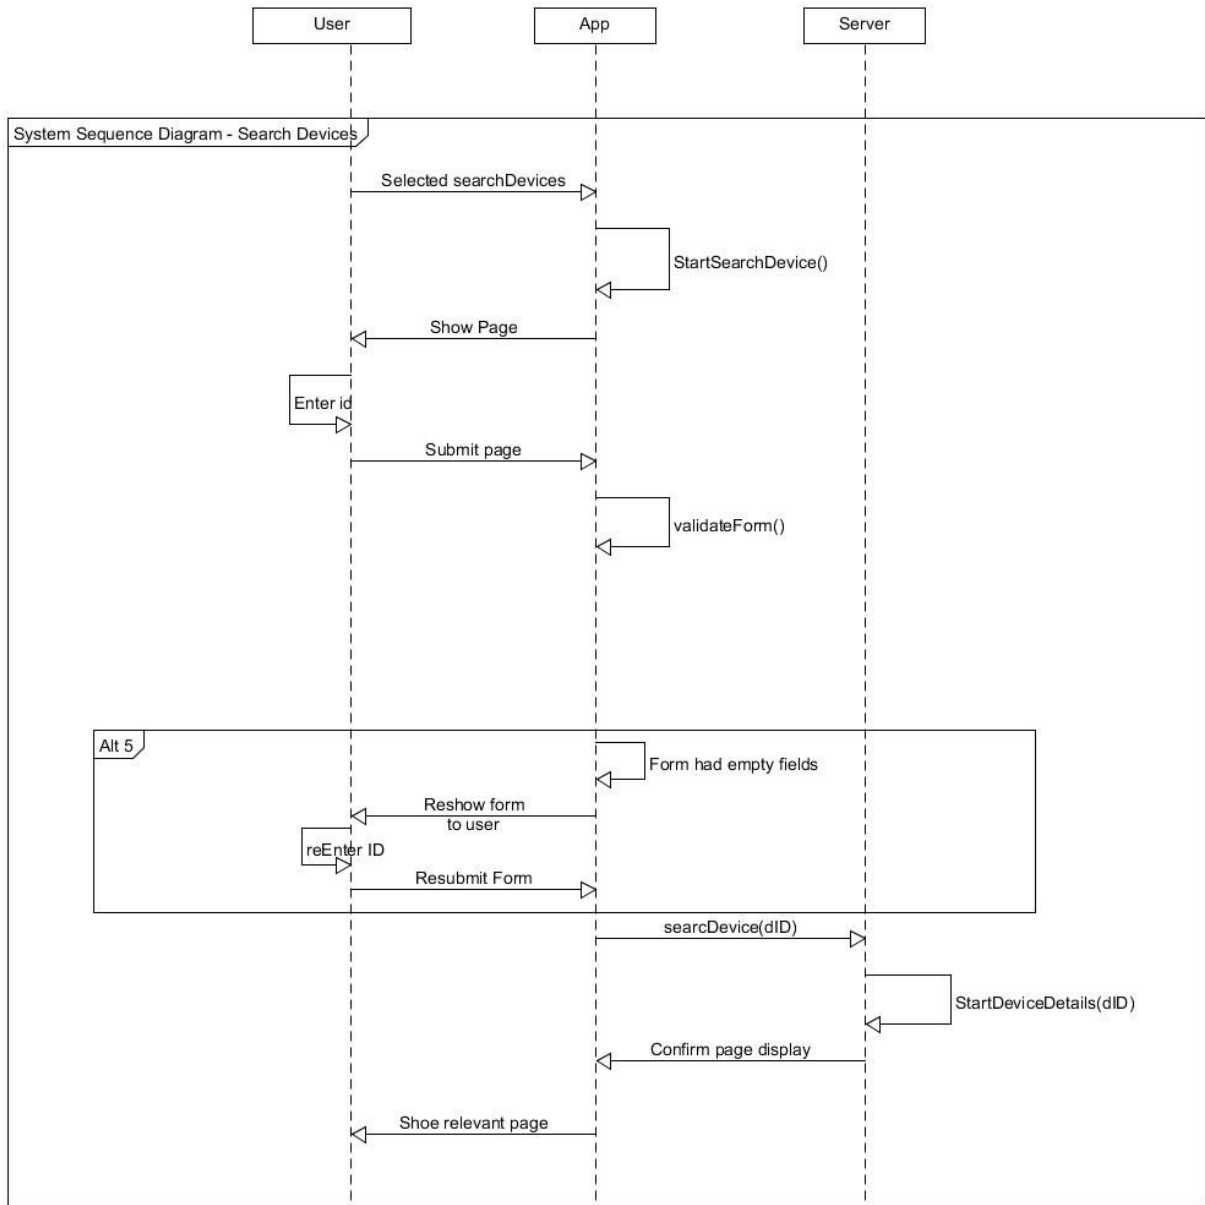 User
App
Server
System Sequence Diagram - Search Devices
Selected searchDevices
StartSearchDevice()
Show Page
Enter id
Submit page
validateForm()
Alt 5
Form had empty fields
Reshow form
to user
reEnter ID
Resubmit Form
searcDevice(dID)
StartDeviceDetails(dID)
Confirm page display
Shoe relevant page